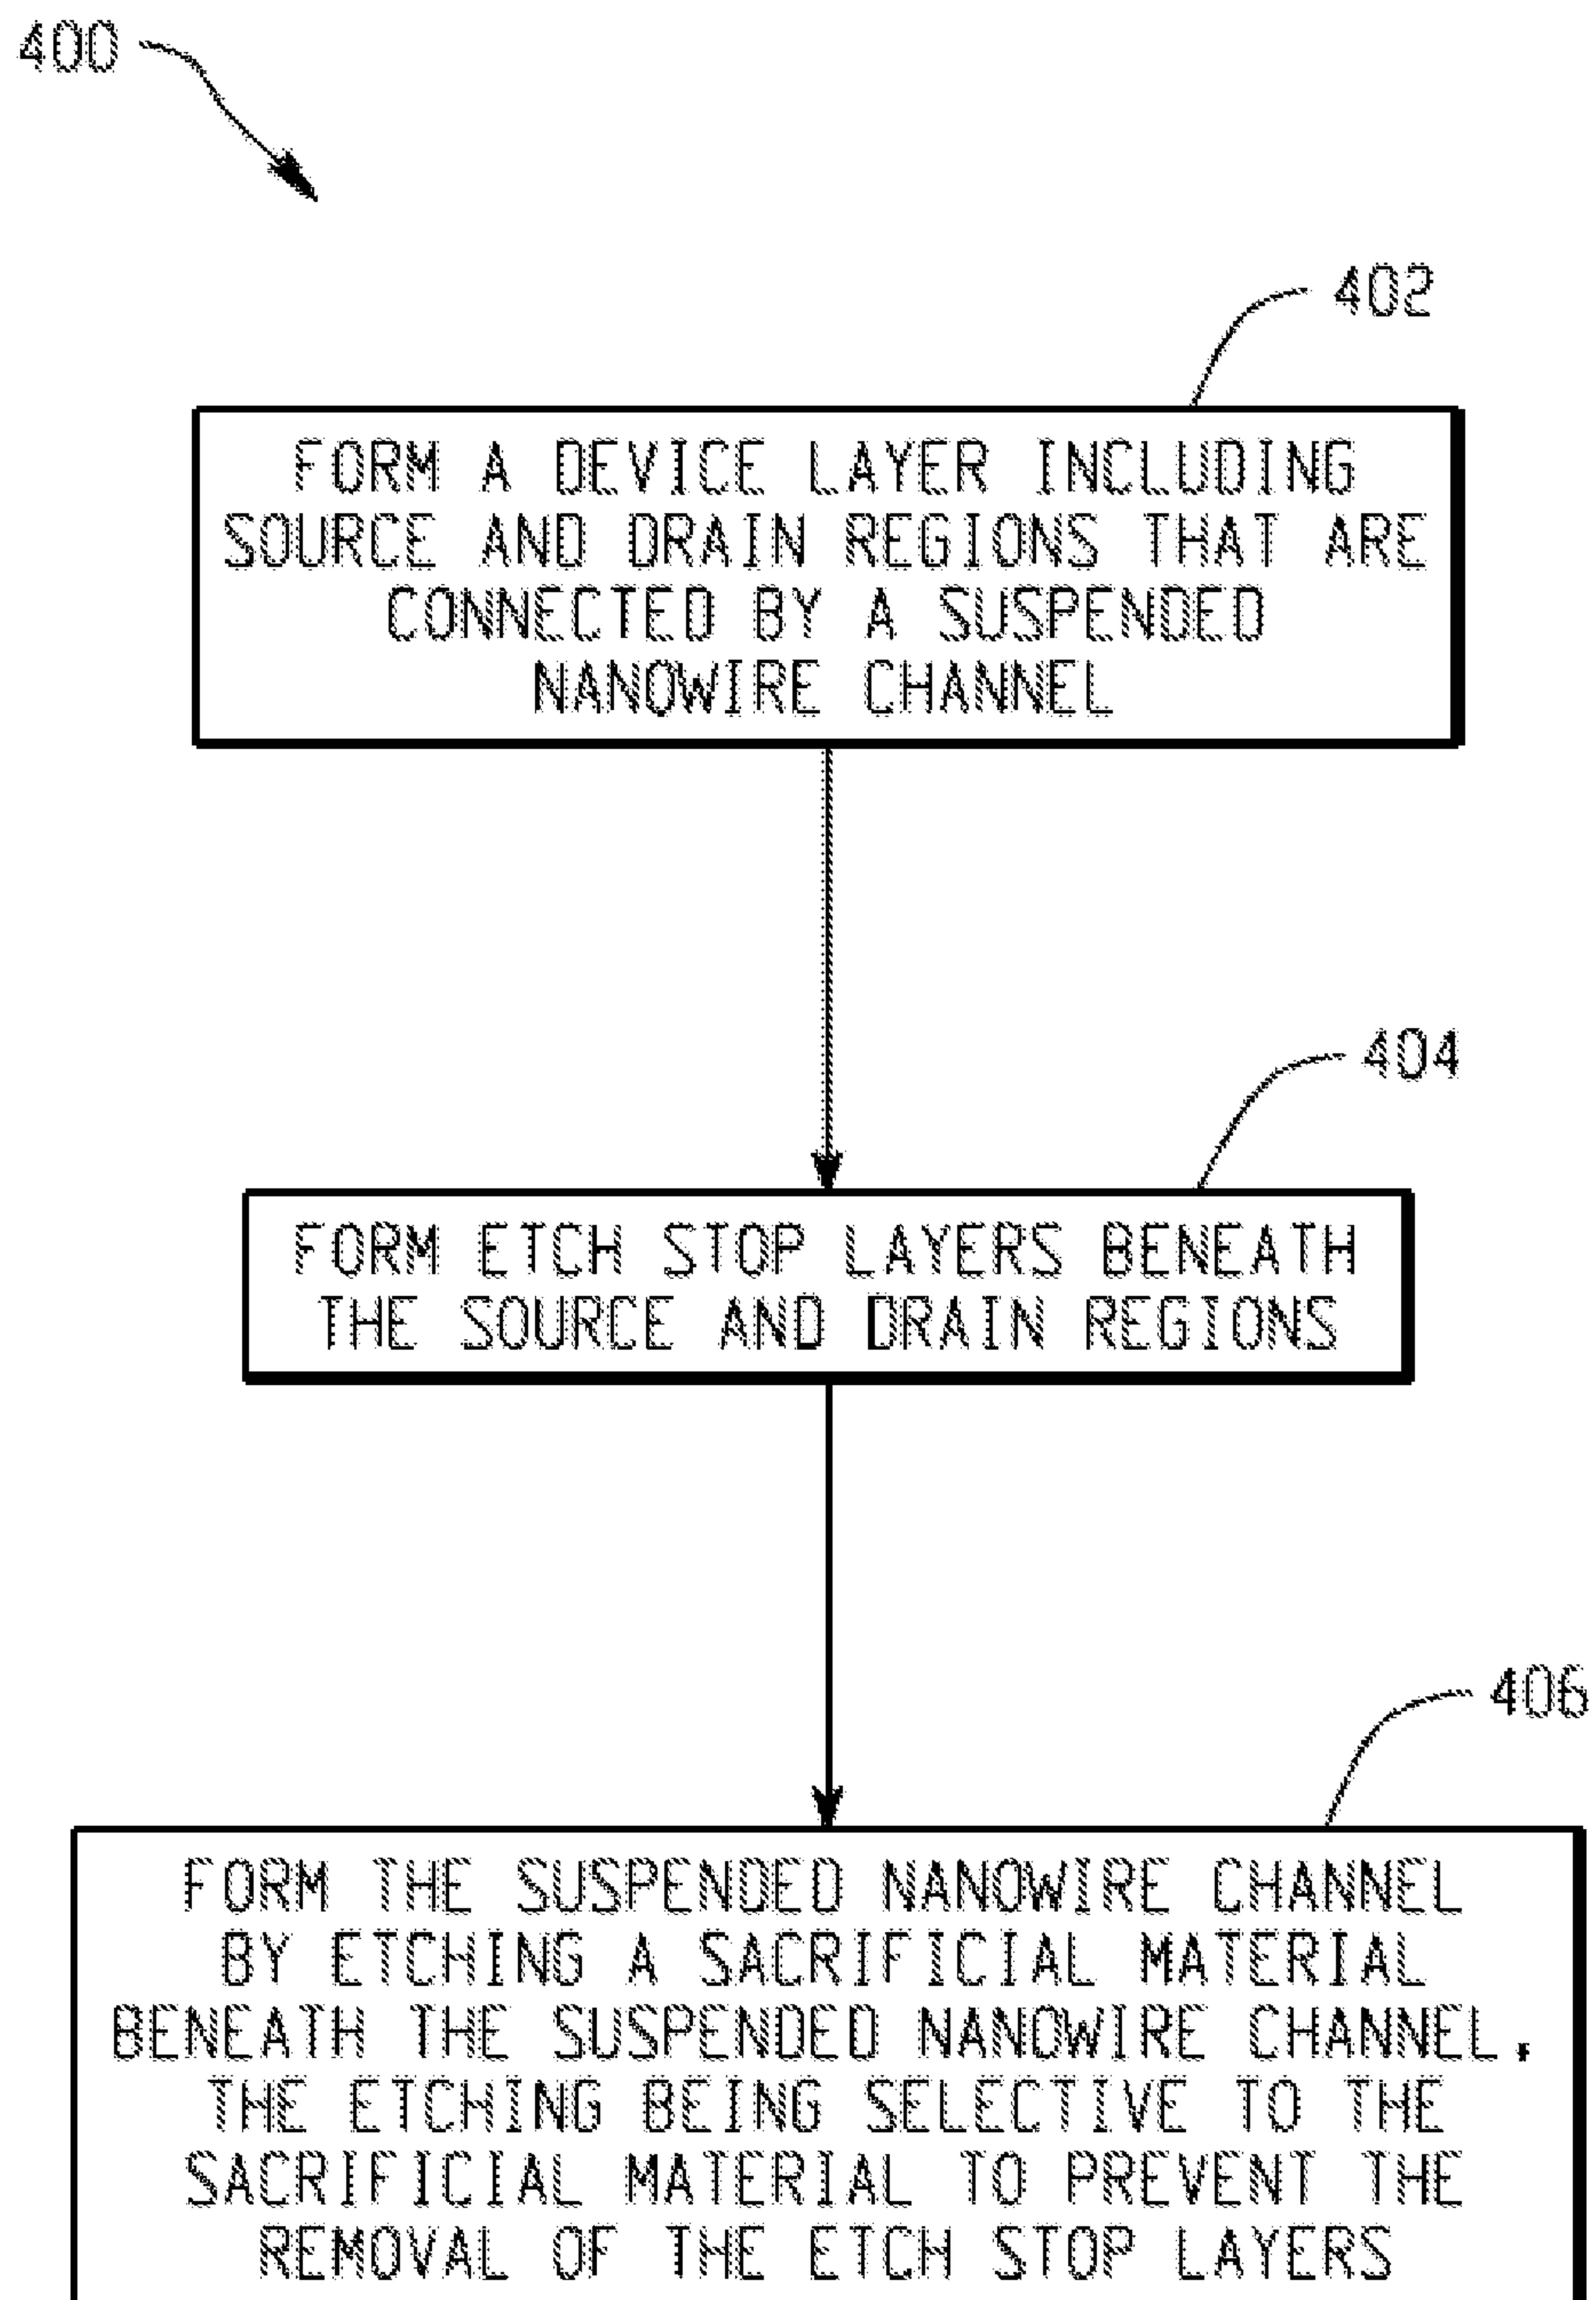 400
402
FORM A DEVICE LAYER INCLUDING
SOURCE AND DRAIN REGIONS THAT ARE
CONNECTED BY A SUSPENDED
NANOWIRE CHANNEL
404
FORM ETCH STOP LAYERS BENEATH
THE SOURCE AND DRAIN REGIONS
406
FORM THE SUSPENDED NANOWIRE CHANNEL
BY ETCHING A SACRIFICIAL MATERIAL
BENEATH THE SUSPENDED NANOWIRE CHANNEL,
THE ETCHING BEING SELECTIVE TO THE
SACRIFICIAL MATERIAL TO PREVENT THE
REMOVAL OF THE ETCH STOP LAYERS